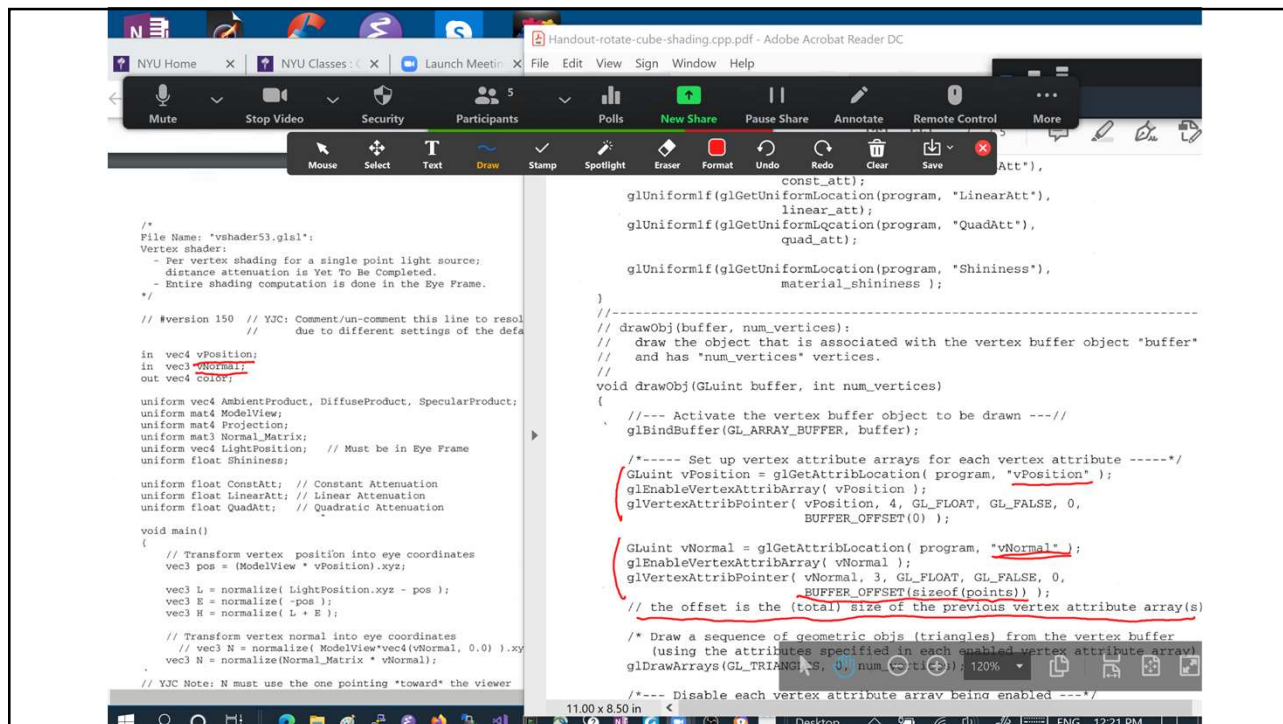 Handout-rotate-cube-shading.cpp.pdf - Adobe Acrobat Reader DC
NYU Home
NYU Classes :
Launch Meetin
File Edit View Sign Window Help
5
Mute
Stop Video
Security
Participants
Polls
New Share
Pause Share
Annotate
Remote Control
More
Mouse
Select
Text
Draw
Stamp
Spotlight
Eraser
Format
Undo
Redo
Clear
Save
/*
File Name: "vshader53.glsl":
Vertex shader:
- Per vertex shading for a single point light source;
distance attenuation is Yet To Be Completed.
- Entire shading computation is done in the Eye Frame.
*/
// #version 150 // YJC: Comment/un-comment this line to resol
// due to different settings of the defa
in vec4 vPosition;
in vec3 vNormal;
out vec4 color;
uniform vec4 AmbientProduct, DiffuseProduct, SpecularProduct;
uniform mat4 ModelView;
uniform mat4 Projection;
uniform mat3 Normal_Matrix;
uniform vec4 LightPosition; // Must be in Eye Frame
uniform float Shininess;
uniform float ConstAtt; // Constant Attenuation
uniform float LinearAtt; // Linear Attenuation
uniform float QuadAtt; // Quadratic Attenuation
void main()
{
// Transform vertex position into eye coordinates
vec3 pos = (ModelView * vPosition).xyz;
vec3 L = normalize( LightPosition.xyz - pos );
vec3 E = normalize( -pos );
vec3 H = normalize( L + E );
// Transform vertex normal into eye coordinates
// vec3 N = normalize( ModelView*vec4(vNormal, 0.0) ).xy
vec3 N = normalize(Normal_Matrix * vNormal);
// YJC Note: N must use the one pointing *toward* the viewer
Att"),
const_att);
glUniform1f(glGetUniformLocation(program, "LinearAtt"),
linear_att);
glUniform1f(glGetUniformLocation(program, "QuadAtt"),
quad_att);
glUniform1f(glGetUniformLocation(program, "Shininess"),
material_shininess );
}
//----------------------------------------------------------------------
// drawObj(buffer, num_vertices):
// draw the object that is associated with the vertex buffer object "buffer"
// and has "num_vertices" vertices.
//
void drawObj(GLuint buffer, int num_vertices)
{
//--- Activate the vertex buffer object to be drawn ---//
glBindBuffer(GL_ARRAY_BUFFER, buffer);
/*----- Set up vertex attribute arrays for each vertex attribute -----*/
GLuint vPosition = glGetAttribLocation( program, "vPosition" );
glEnableVertexAttribArray( vPosition );
glVertexAttribPointer( vPosition, 4, GL_FLOAT, GL_FALSE, 0,
BUFFER_OFFSET(0) );
GLuint vNormal = glGetAttribLocation( program, "vNormal" );
glEnableVertexAttribArray( vNormal );
glVertexAttribPointer( vNormal, 3, GL_FLOAT, GL_FALSE, 0,
BUFFER_OFFSET(sizeof(points)) );
// the offset is the (total) size of the previous vertex attribute array(s)
/* Draw a sequence of geometric objs (triangles) from the vertex buffer
(using the attributes specified in each enabled vertex attribute array)
glDrawArrays(GL_TRIANGLES, 0, num_vertices);
120%
/*--- Disable each vertex attribute array being enabled ---*/
11.00 x 8.50 in
Desktop
ENG 12:21 PM